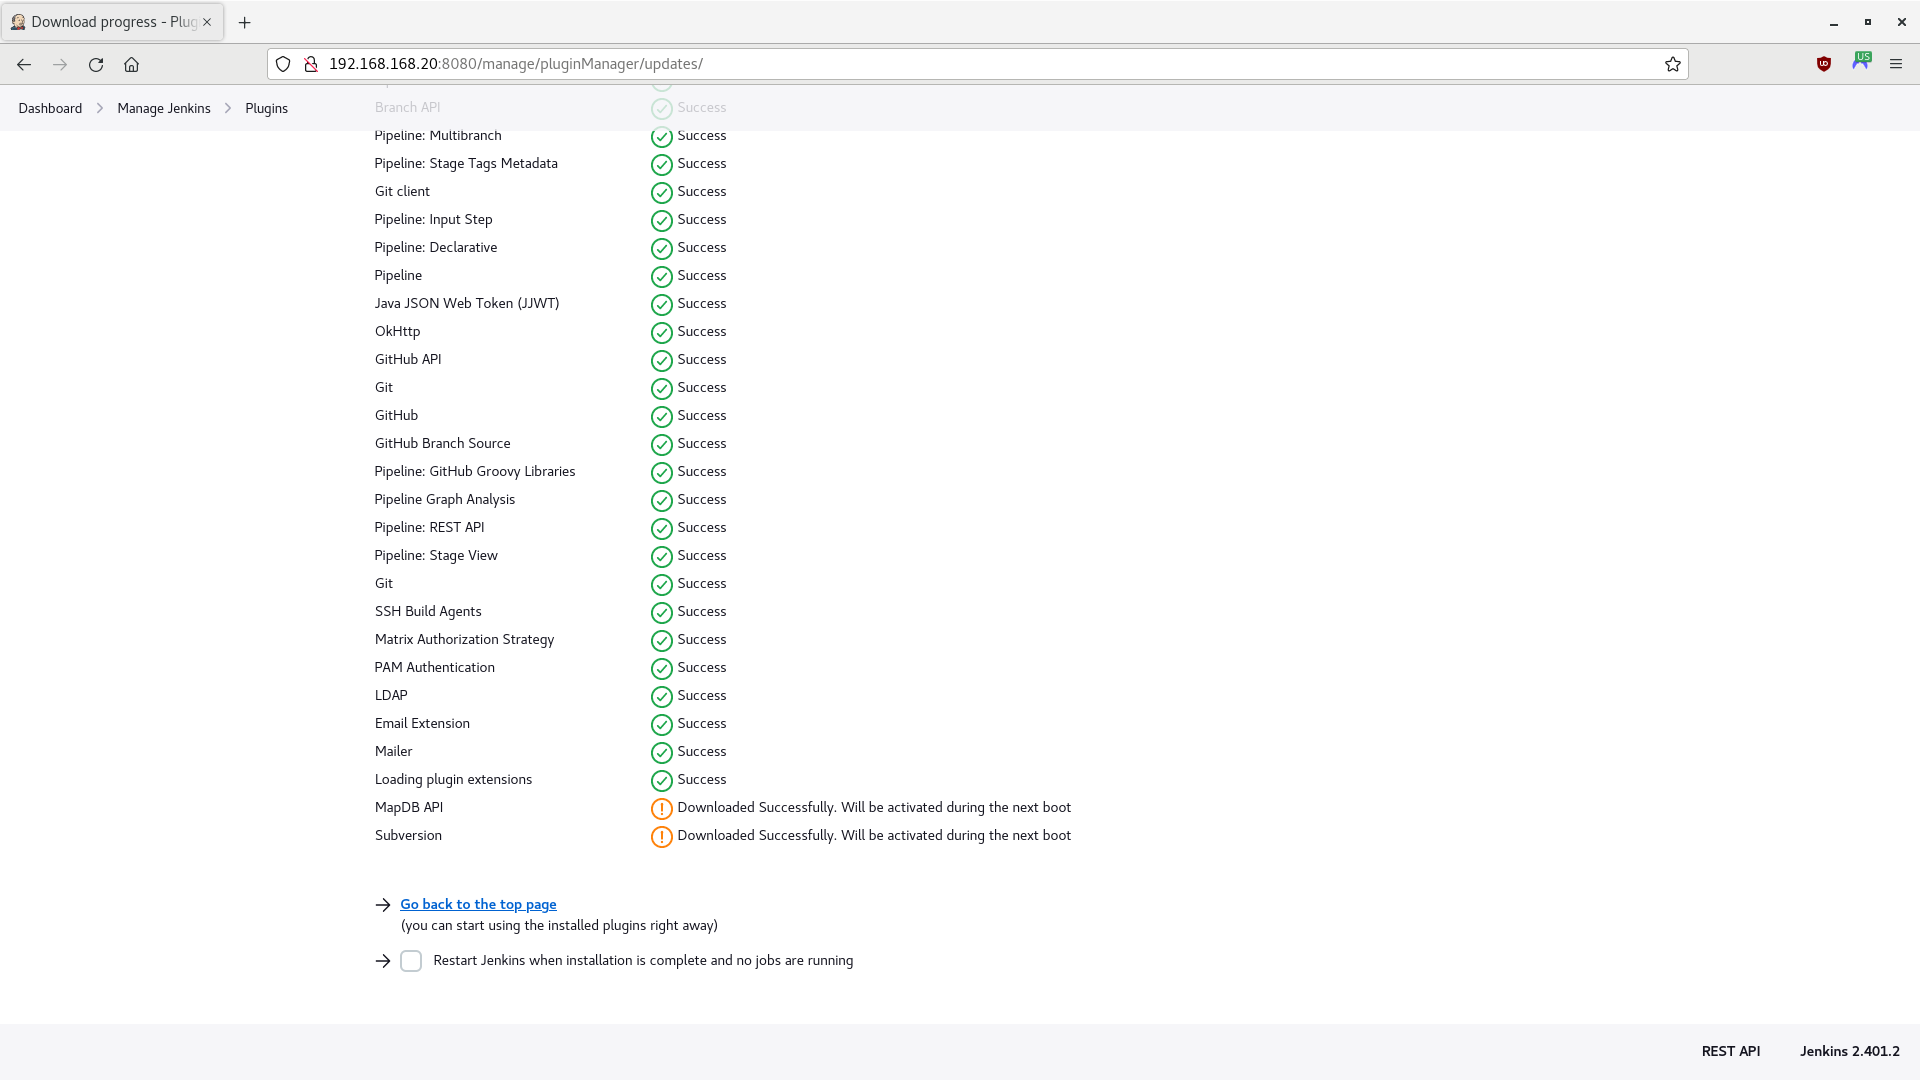 Download progress - Plug
US
192.168.168.20:8080/manage/pluginManager/updates/
Dashboard Manage Jenkins Plugins
Branch API Success
Pipeline: Multibranch Success
Pipeline: Stage Tags Metadata Success
Git client Success
Pipeline: Input Step Success
Pipeline: Declarative Success
Pipeline Success
Java JSON Web Token (JJWT) Success
OkHttp Success
GitHub API Success
Git Success
GitHub Success
GitHub Branch Source Success
Pipeline: GitHub Groovy Libraries Success
Pipeline Graph Analysis Success
Pipeline: REST API Success
Pipeline: Stage View Success
Git Success
SSH Build Agents Success
Matrix Authorization Strategy Success
PAM Authentication Success
LDAP Success
Email Extension Success
Mailer Success
Loading plugin extensions Success
MapDB API Downloaded Successfully. Will be activated during the next boot
Subversion Downloaded Successfully. Will be activated during the next boot
Go back to the top page
(you can start using the installed plugins right away)
Restart Jenkins when installation is complete and no jobs are running
REST API Jenkins 2.401.2